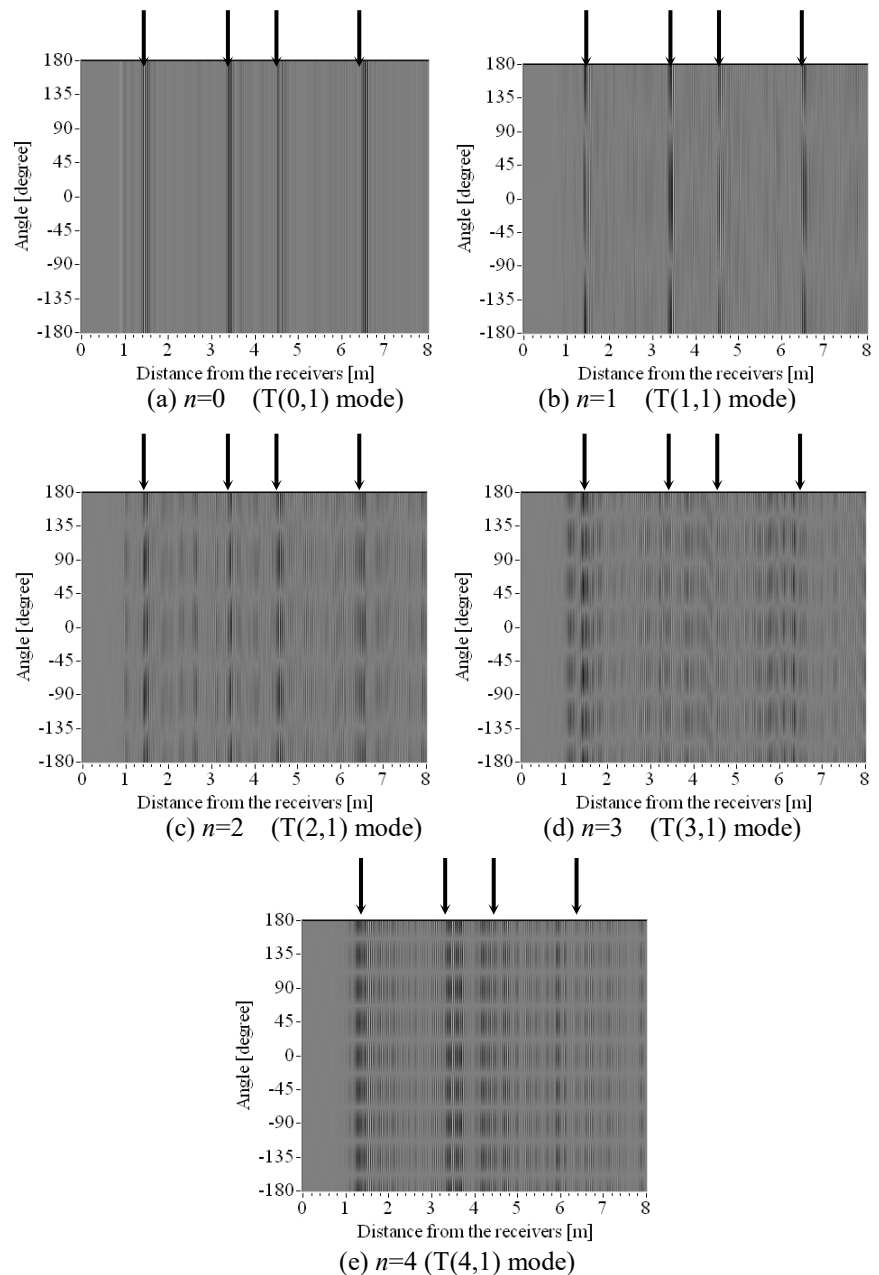 180
135
90
45
0
-45
-90
-135
-180
Angle [degree]
0 1 2 3 4 5 6 7 8
Distance from the receivers [m]
(a) n=0 (T(0,1) mode)
180
135
90
45
0
-45
-90
-135
-180
Angle [degree]
0 1 2 3 4 5 6 7 8
Distance from the receivers [m]
(b) n=1 (T(1,1) mode)
180
135
90
45
0
-45
-90
-135
-180
Angle [degree]
0 1 2 3 4 5 6 7 8
Distance from the receivers [m]
(c) n=2 (T(2,1) mode)
180
135
90
45
0
-45
-90
-135
-180
Angle [degree]
0 1 2 3 4 5 6 7 8
Distance from the receivers [m]
(d) n=3 (T(3,1) mode)
180
135
90
45
0
-45
-90
-135
-180
Angle [degree]
0 1 2 3 4 5 6 7 8
Distance from the receivers [m]
(e) n=4 (T(4,1) mode)